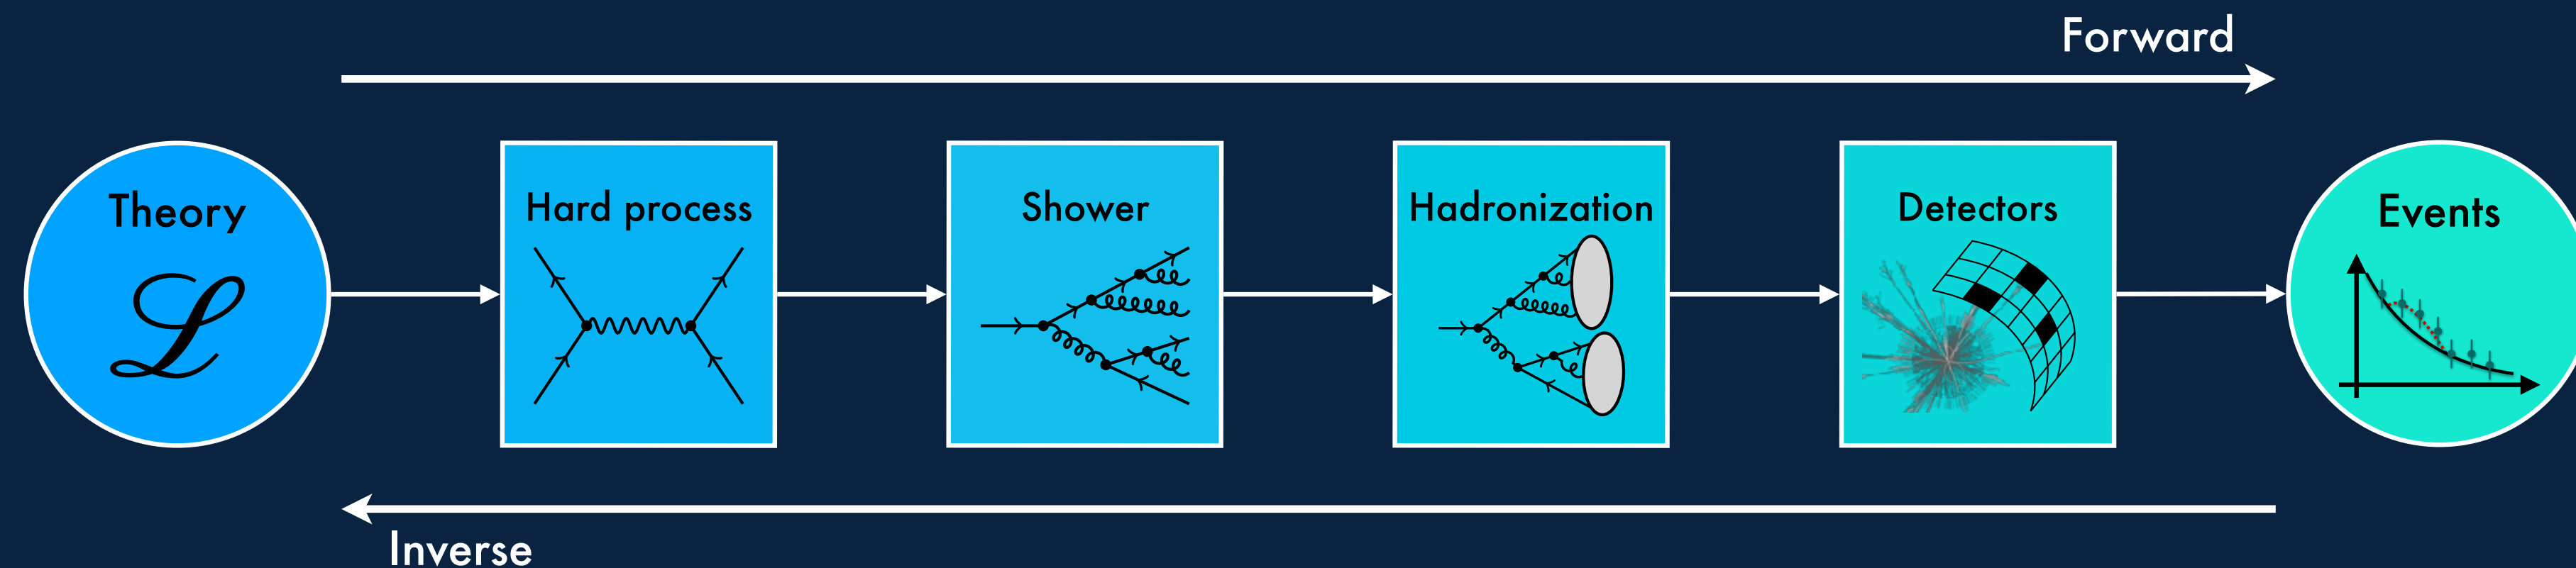 Forward
Theory
ℒ
Hard process
Shower
Hadronization
Detectors
Events
Inverse